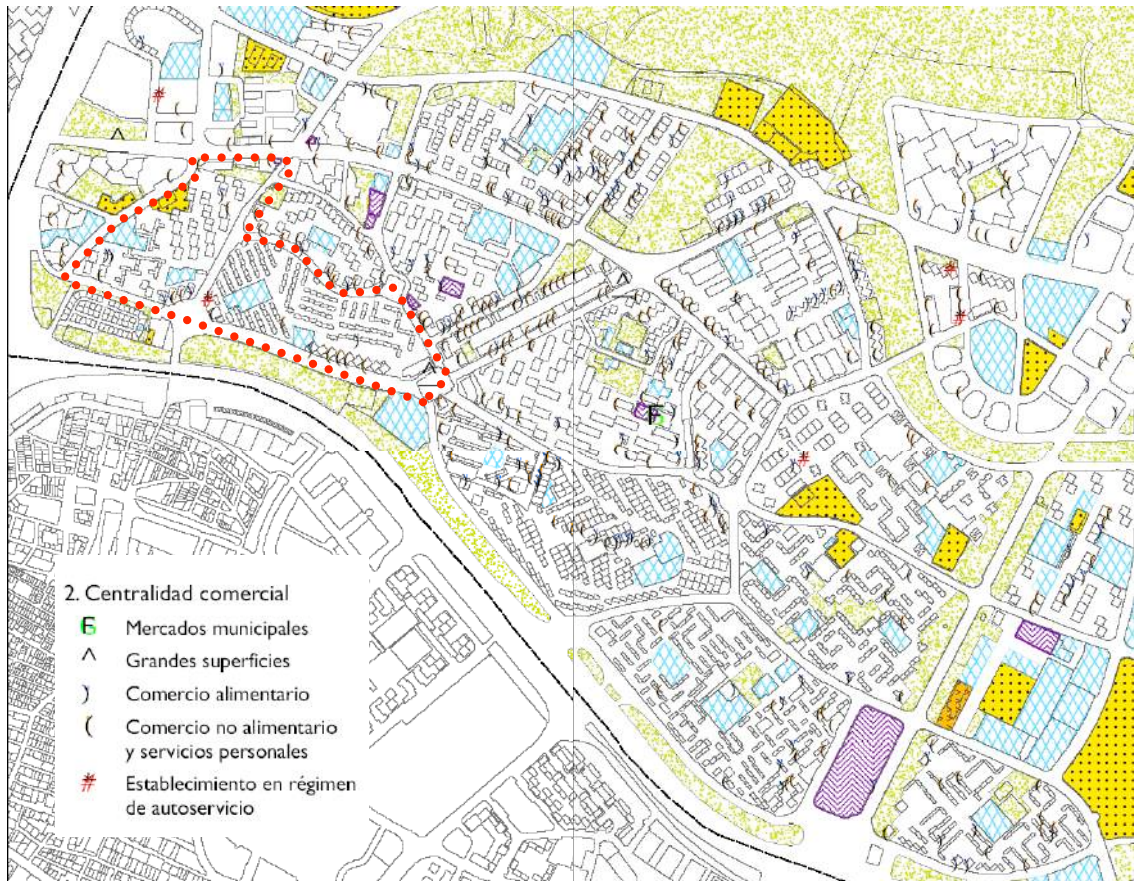 2. Centralidad comercial
Mercados municipales
Grandes superficies
Comercio alimentario
Comercio no alimentario
y servicios personales
Establecimiento en régimen
de autoservicio